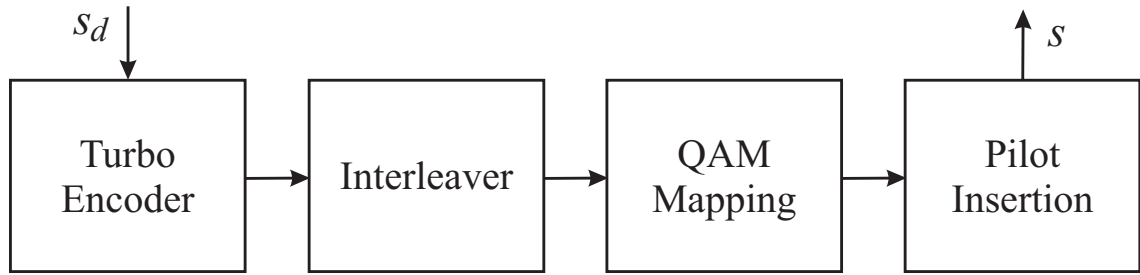 s_d
s
Turbo
Encoder
Interleaver
QAM
Mapping
Pilot
Insertion